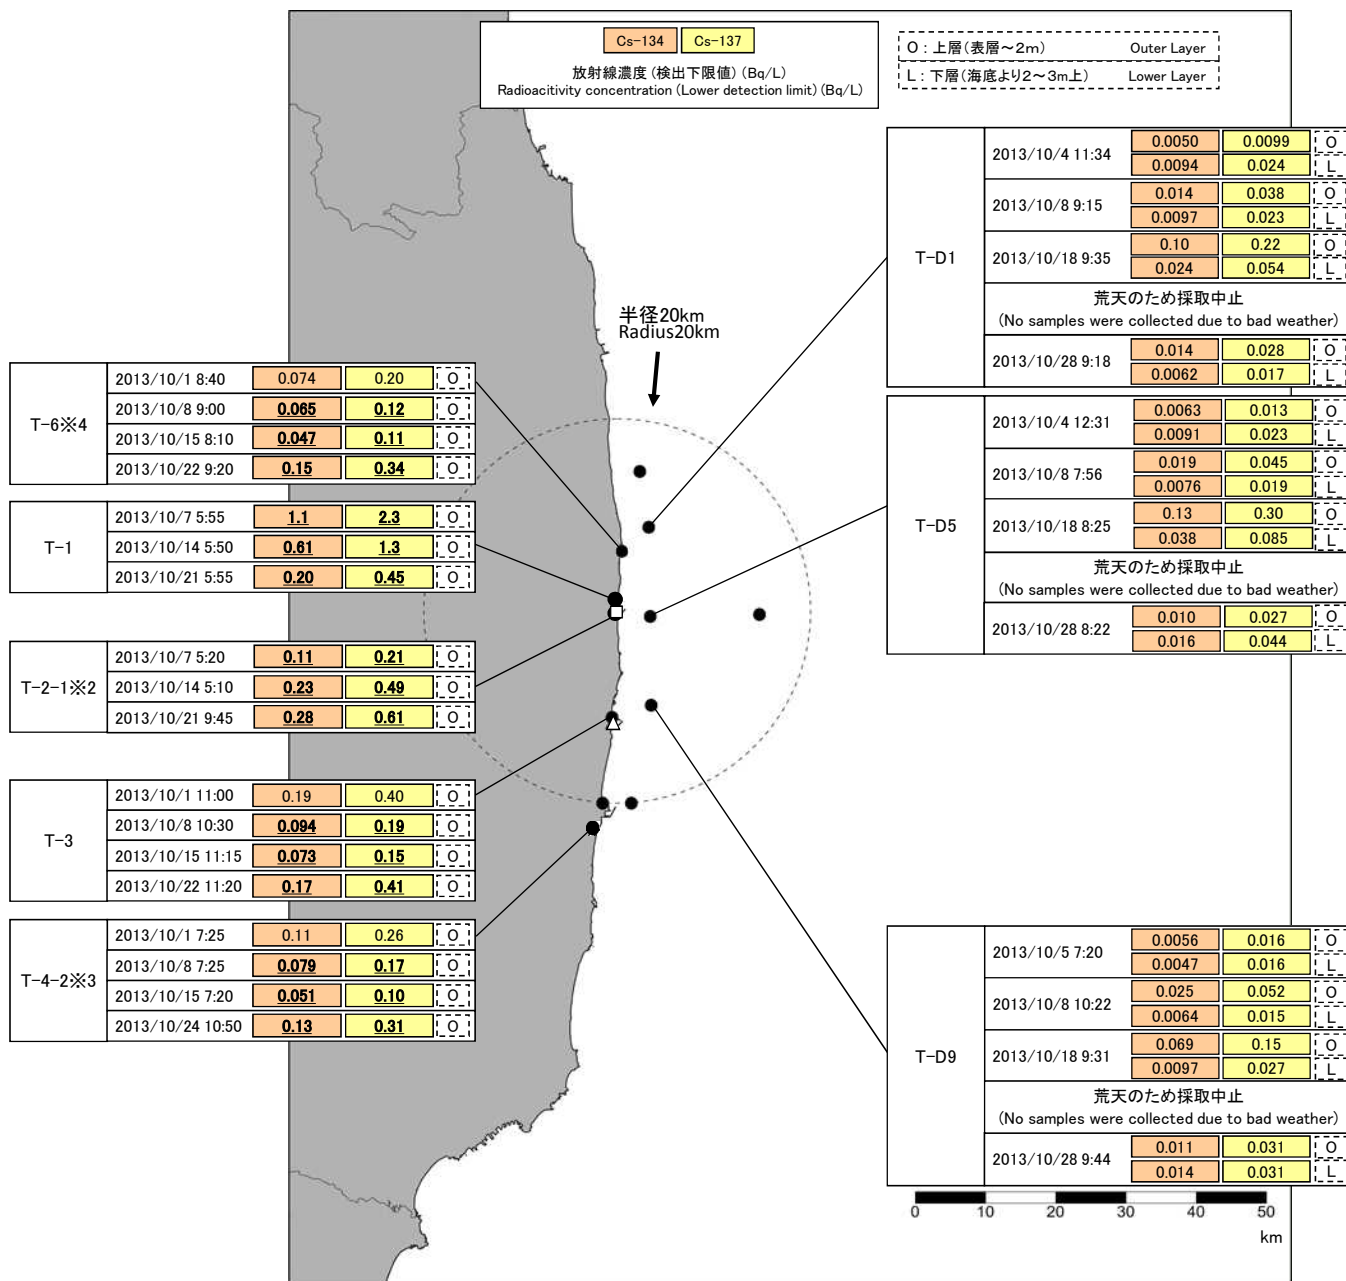 Cs-134 Cs-137
放射線濃度 (検出下限値) (Bq/L)
Radioacitivity concentration (Lower detection limit) (Bq/L)
O : 上層(表層～2m) Outer Layer
L : 下層(海底より2～3m上) Lower Layer
半径20km
Radius20km
T-6※4
2013/10/1 8:40 0.074 0.20 O
2013/10/8 9:00 0.065 0.12 O
2013/10/15 8:10 0.047 0.11 O
2013/10/22 9:20 0.15 0.34 O
T-1
2013/10/7 5:55 1.1 2.3 O
2013/10/14 5:50 0.61 1.3 O
2013/10/21 5:55 0.20 0.45 O
T-2-1※2
2013/10/7 5:20 0.11 0.21 O
2013/10/14 5:10 0.23 0.49 O
2013/10/21 9:45 0.28 0.61 O
T-3
2013/10/1 11:00 0.19 0.40 O
2013/10/8 10:30 0.094 0.19 O
2013/10/15 11:15 0.073 0.15 O
2013/10/22 11:20 0.17 0.41 O
T-4-2※3
2013/10/1 7:25 0.11 0.26 O
2013/10/8 7:25 0.079 0.17 O
2013/10/15 7:20 0.051 0.10 O
2013/10/24 10:50 0.13 0.31 O
T-D1
2013/10/4 11:34 0.0050 0.0099 O
0.0094 0.024 L
2013/10/8 9:15 0.014 0.038 O
0.0097 0.023 L
2013/10/18 9:35 0.10 0.22 O
0.024 0.054 L
荒天のため採取中止
(No samples were collected due to bad weather)
2013/10/28 9:18 0.014 0.028 O
0.0062 0.017 L
T-D5
2013/10/4 12:31 0.0063 0.013 O
0.0091 0.023 L
2013/10/8 7:56 0.019 0.045 O
0.0076 0.019 L
2013/10/18 8:25 0.13 0.30 O
0.038 0.085 L
荒天のため採取中止
(No samples were collected due to bad weather)
2013/10/28 8:22 0.010 0.027 O
0.016 0.044 L
T-D9
2013/10/5 7:20 0.0056 0.016 O
0.0047 0.016 L
2013/10/8 10:22 0.025 0.052 O
0.0064 0.015 L
2013/10/18 9:31 0.069 0.15 O
0.0097 0.027 L
荒天のため採取中止
(No samples were collected due to bad weather)
2013/10/28 9:44 0.011 0.031 O
0.014 0.031 L
0 10 20 30 40 50
km